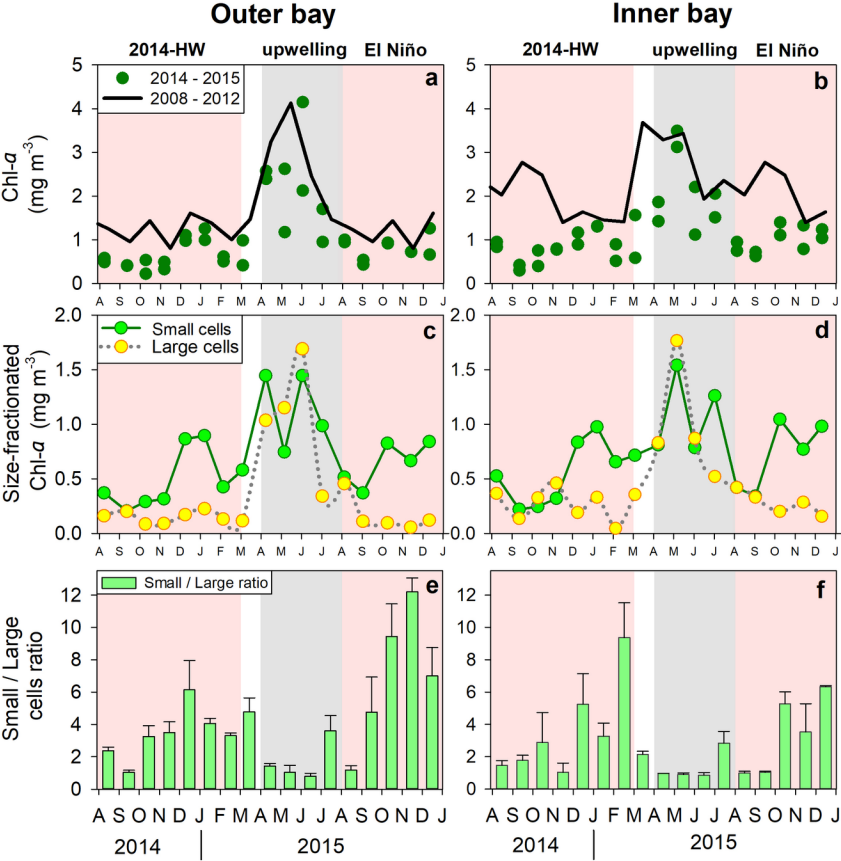 Outer bay Inner bay
2014-HW upwelling El Niño 2014-HW upwelling El Niño
5 a 5 b
2014 - 2015
2008 - 2012
4 4
3 3
2 2
1 1
0 0
Chl-a
(mg m-3)
A S O N D J F M A M J J A S O N D J A S O N D J F M A M J J A S O N D J
2.0 c 2.0 d
Small cells
Large cells
1.5 1.5
1.0 1.0
0.5 0.5
0.0 0.0
Size-fractionated
Chl-a (mg m-3)
A S O N D J F M A M J J A S O N D J A S O N D J F M A M J J A S O N D J
Small / Large ratio e f
12 12
10 10
8 8
6 6
4 4
2 2
0 0
Small / Large
cells ratio
A S O N D J F M A M J J A S O N D J A S O N D J F M A M J J A S O N D J
2014 2015 2014 2015